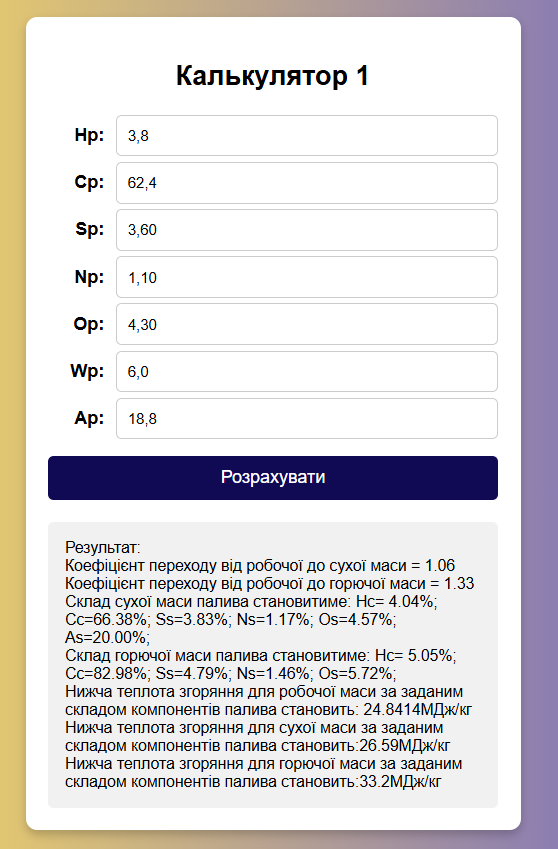 Калькулятор 1
Hp: 3,8
Cp: 62,4
Sp: 3,60
Np: 1,10
Op: 4,30
Wp: 6,0
Ap: 18,8
Розрахувати
Результат:
Коефіцієнт переходу від робочої до сухої маси = 1.06
Коефіцієнт переходу від робочої до горючої маси = 1.33
Склад сухої маси палива становитиме: Hc= 4.04%;
Cc=66.38%; Ss=3.83%; Ns=1.17%; Os=4.57%;
As=20.00%;
Склад горючої маси палива становитиме: Hc= 5.05%;
Cc=82.98%; Ss=4.79%; Ns=1.46%; Os=5.72%;
Нижча теплота згоряння для робочої маси за заданим
складом компонентів палива становить: 24.8414МДж/кг
Нижча теплота згоряння для сухої маси за заданим
складом компонентів палива становить:26.59МДж/кг
Нижча теплота згоряння для горючої маси за заданим
складом компонентів палива становить:33.2МДж/кг